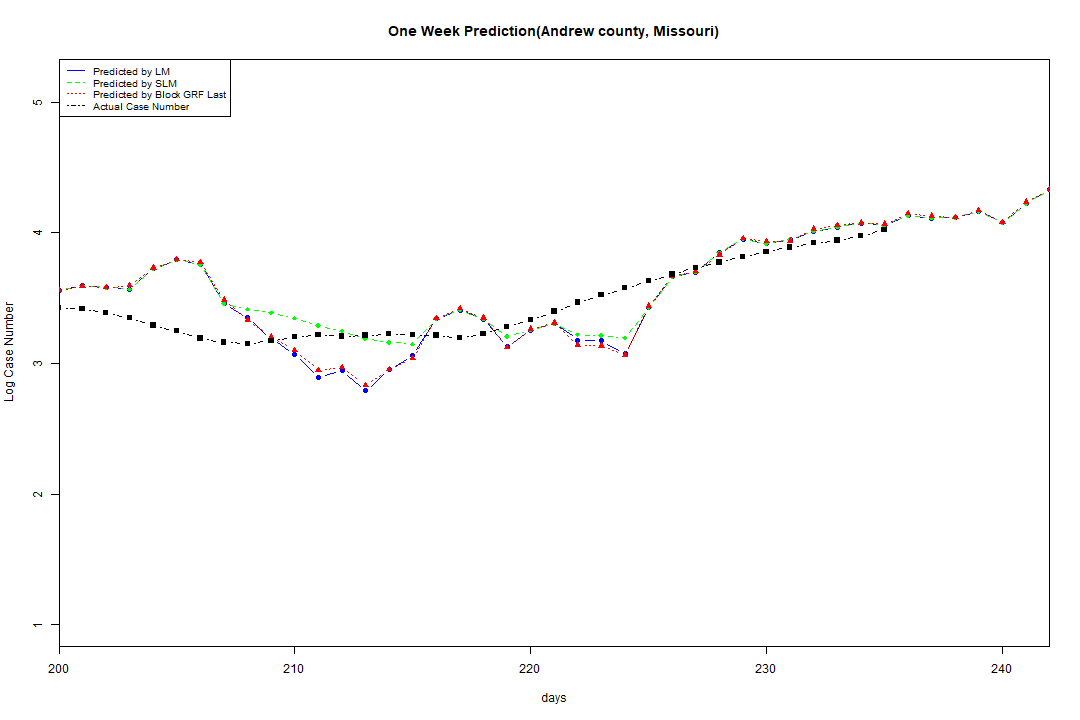 One Week Prediction(Andrew county, Missouri)
Predicted by LM
Predicted by SLM
Predicted by Block GRF Last
Actual Case Number
5
4
3
2
1
Log Case Number
200 210 220 230 240
days